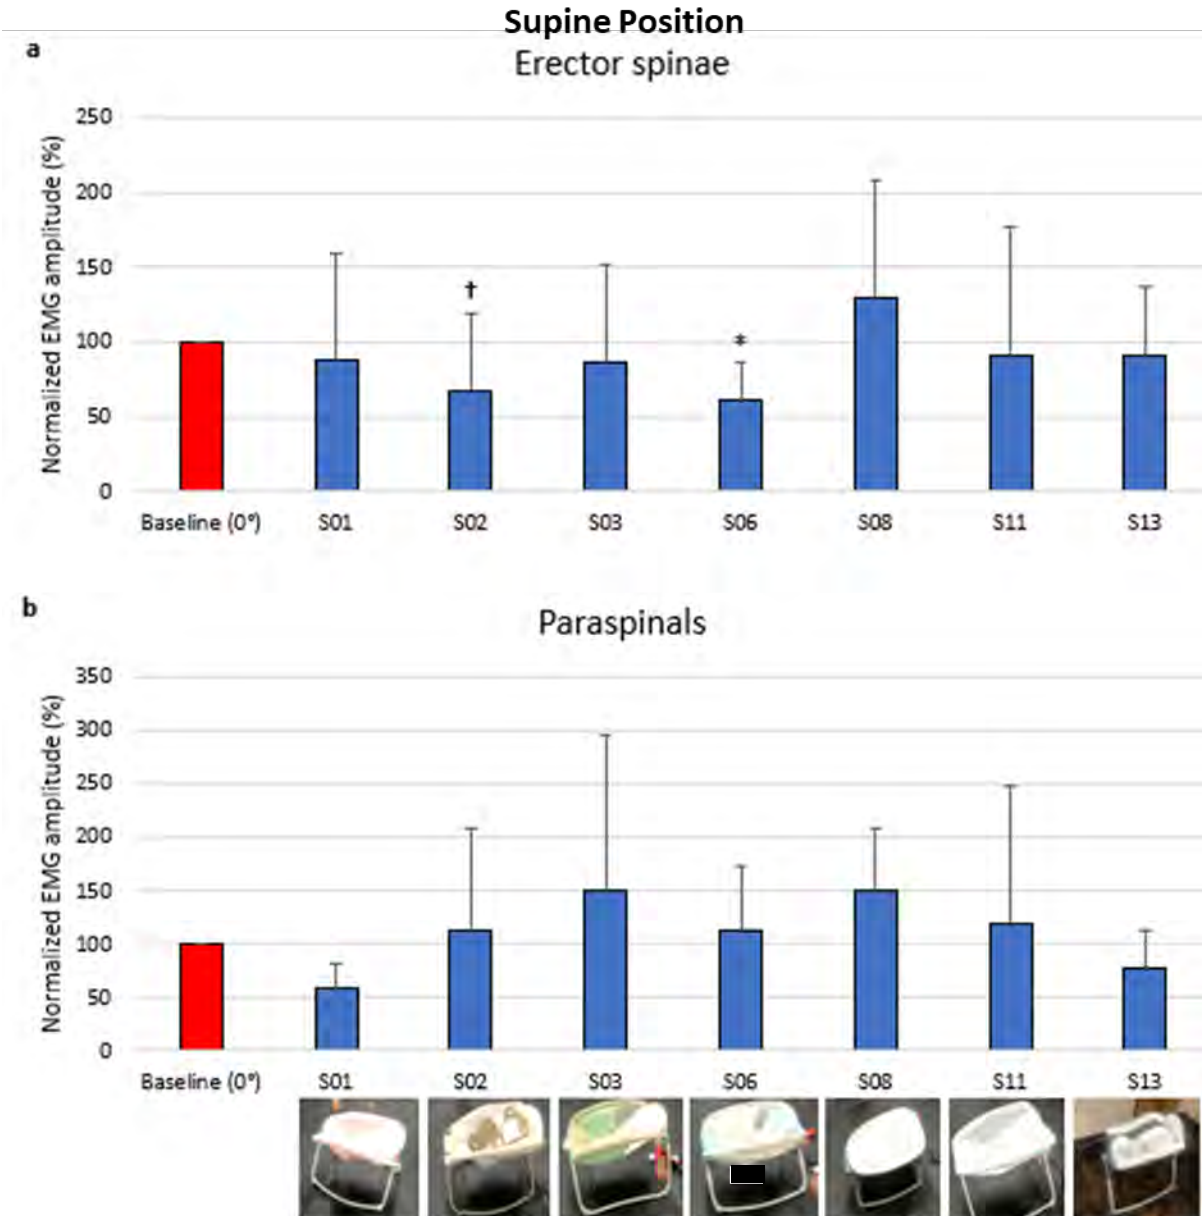 Supine Position
a
Erector spinae
Normalized EMG amplitude (%)
250
200
150
100
50
0
†
*
Baseline (0°) S01 S02 S03 S06 S08 S11 S13
b
Paraspinals
Normalized EMG amplitude (%)
350
300
250
200
150
100
50
0
Baseline (0°) S01 S02 S03 S06 S08 S11 S13